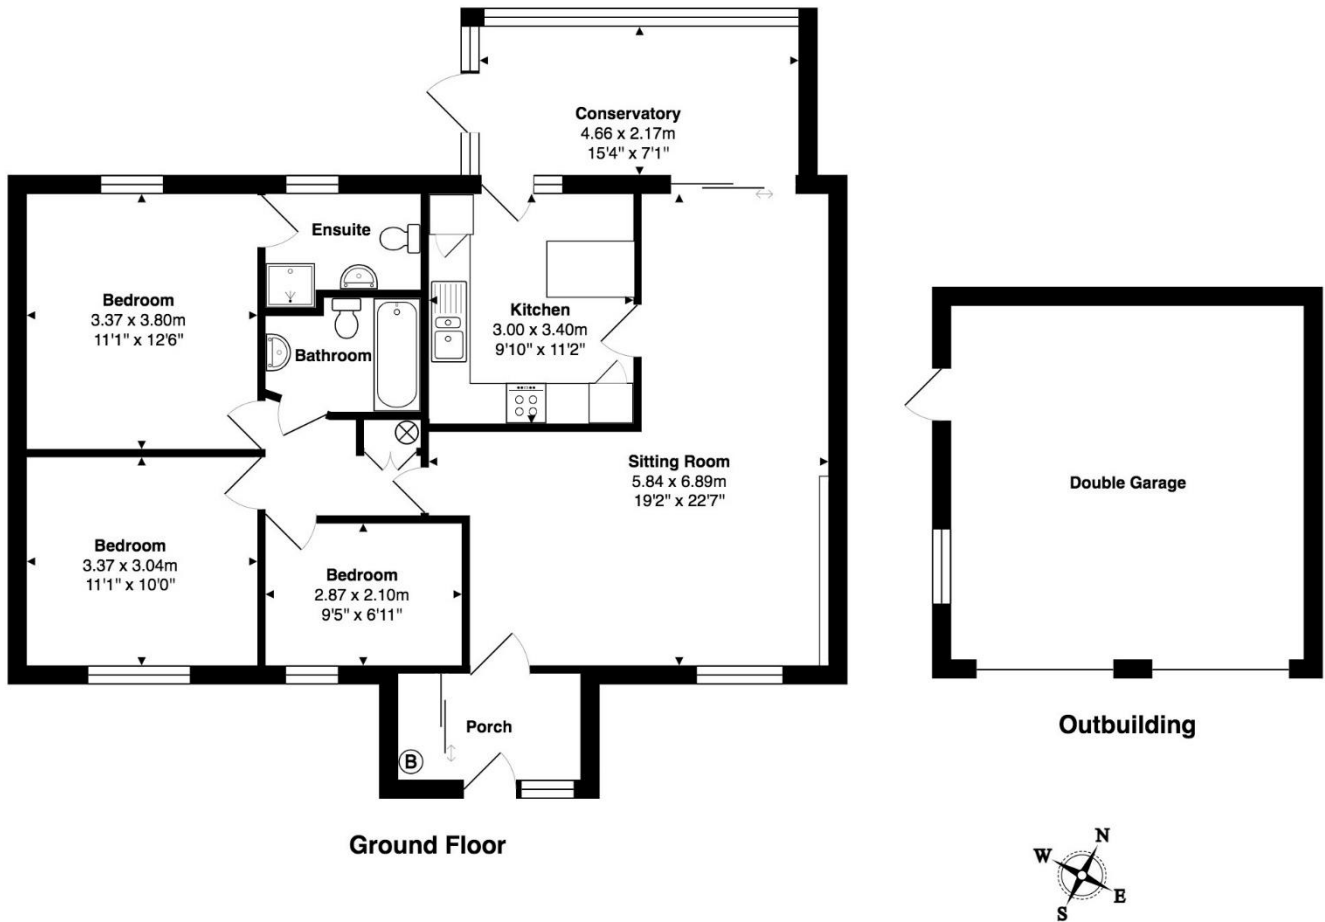 Conservatory
4.66 x 2.17m
15'4" x 7'1"
Ensuite
Bedroom
3.37 x 3.80m
11'1" x 12'6"
Kitchen
3.00 x 3.40m
9'10" x 11'2"
Bathroom
Sitting Room
5.84 x 6.89m
19'2" x 22'7"
Double Garage
Bedroom
3.37 x 3.04m
11'1" x 10'0"
Bedroom
2.87 x 2.10m
9'5" x 6'11"
Porch
B
Outbuilding
Ground Floor
N
W
E
S